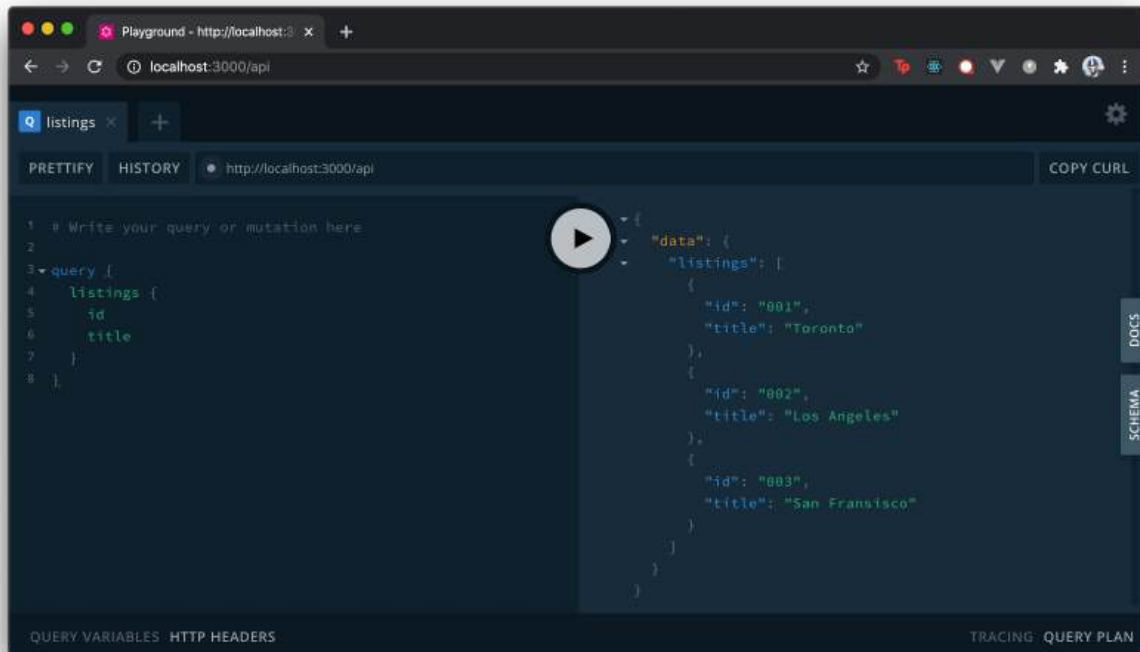 Playground - http://localhost:3
localhost:3000/api
Q listings
PRETTIFY HISTORY http://localhost:3000/api COPY CURL
1 # Write your query or mutation here
2
3 query {
4 listings {
5 id
6 title
7 }
8 }
{
"data": {
"listings": [
{
"id": "001",
"title": "Toronto"
},
{
"id": "002",
"title": "Los Angeles"
},
{
"id": "003",
"title": "San Fransisco"
}
]
}
}
DOCS
SCHEMA
QUERY VARIABLES HTTP HEADERS TRACING QUERY PLAN